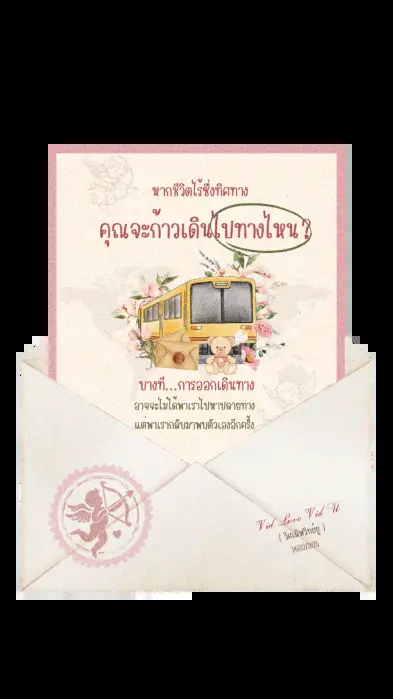 หากชีวิตไร้ซึ่งทิศทาง
คุณจะก้าวเดินไปทางไหน?
บางที...การออกเดินทาง
อาจจะไม่ได้พาเราไปหาปลายทาง
แต่พาเรากลับมาพบตัวเองอีกครั้ง
Vid Love Vid U